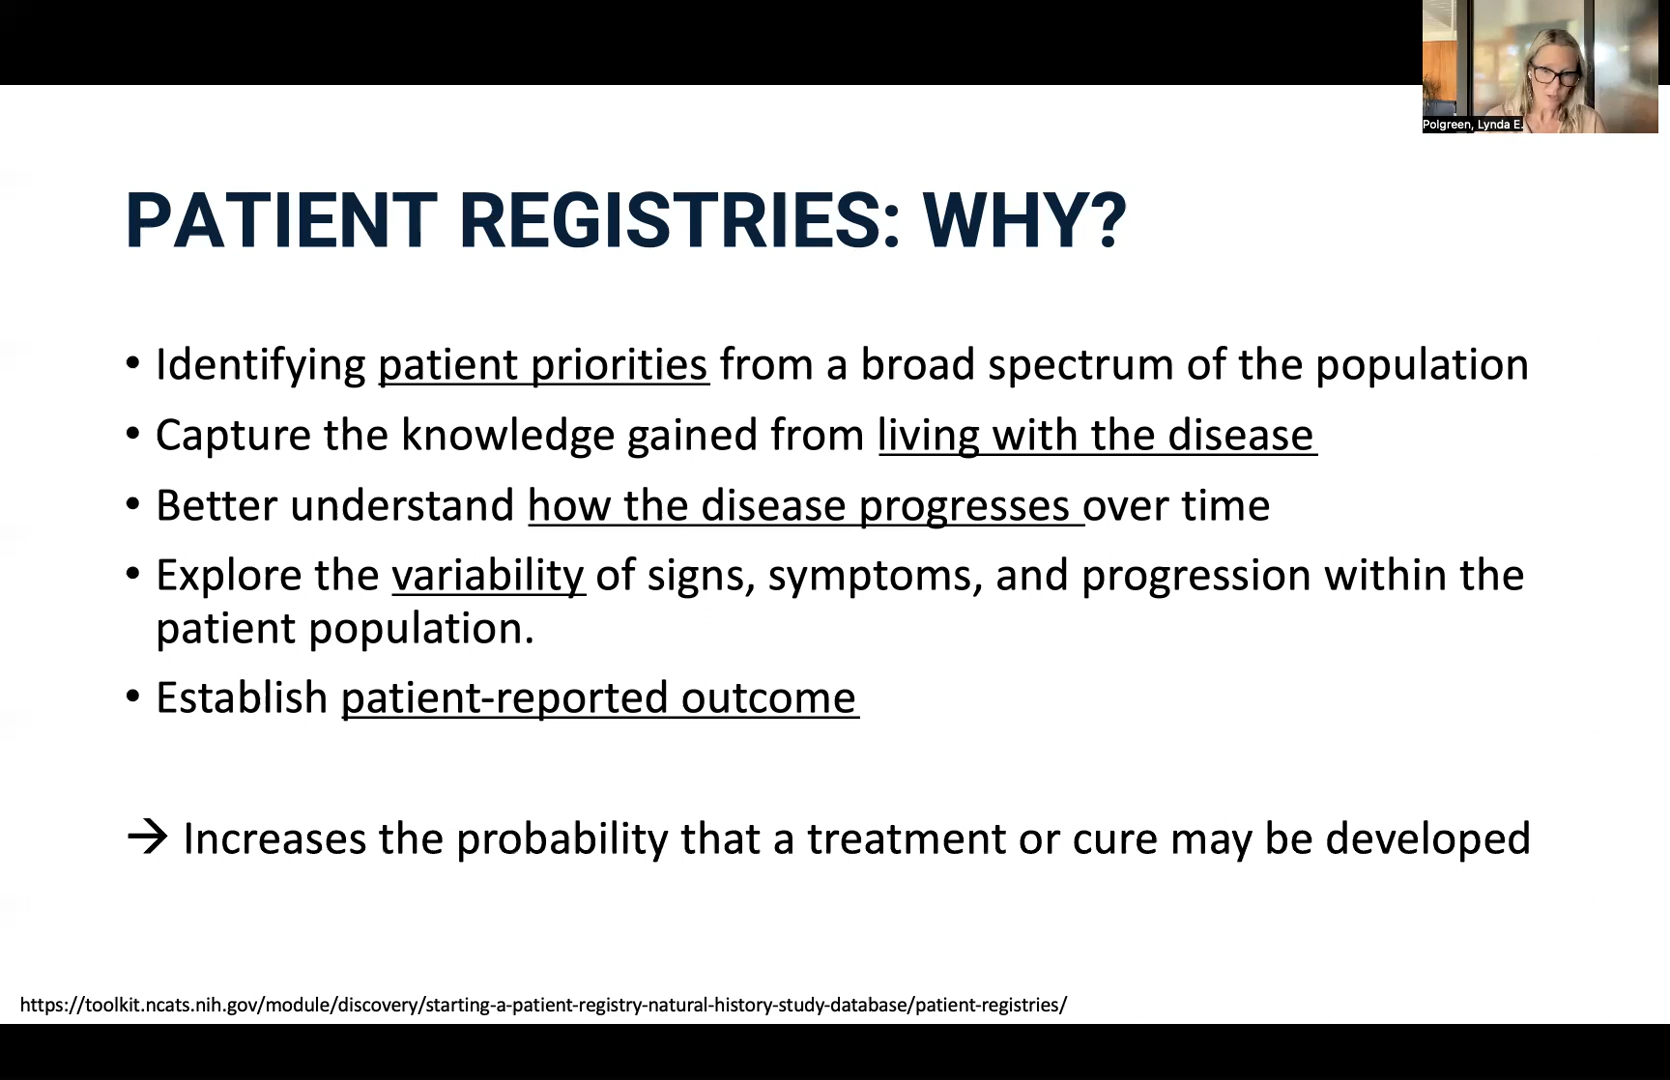 Polgreen, Lynda E.
PATIENT REGISTRIES: WHY?
• Identifying patient priorities from a broad spectrum of the population
• Capture the knowledge gained from living with the disease
• Better understand how the disease progresses over time
• Explore the variability of signs, symptoms, and progression within the
patient population.
• Establish patient-reported outcome
→ Increases the probability that a treatment or cure may be developed
https://toolkit.ncats.nih.gov/module/discovery/starting-a-patient-registry-natural-history-study-database/patient-registries/